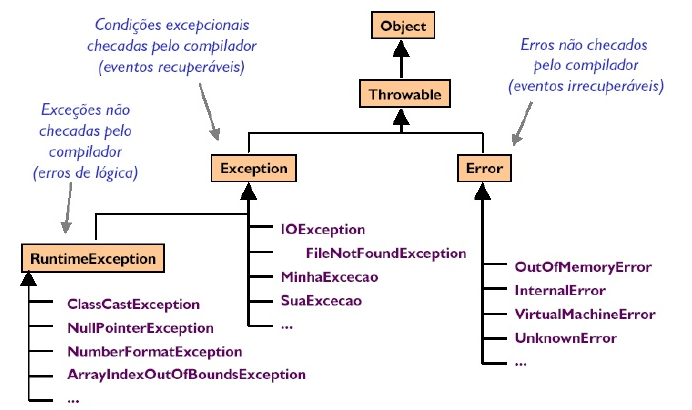 Condições excepcionais
checadas pelo compilador
(eventos recuperáveis)
Object
Erros não checados
pelo compilador
(eventos irrecuperáveis)
Throwable
Exceções não
checadas pelo
compilador
(erros de lógica)
Exception
Error
RuntimeException
IOException
FileNotFoundException
MinhaExcecao
SuaExcecao
...
ClassCastException
NullPointerException
NumberFormatException
ArrayIndexOutOfBoundsException
...
OutOfMemoryError
InternalError
VirtualMachineError
UnknownError
...